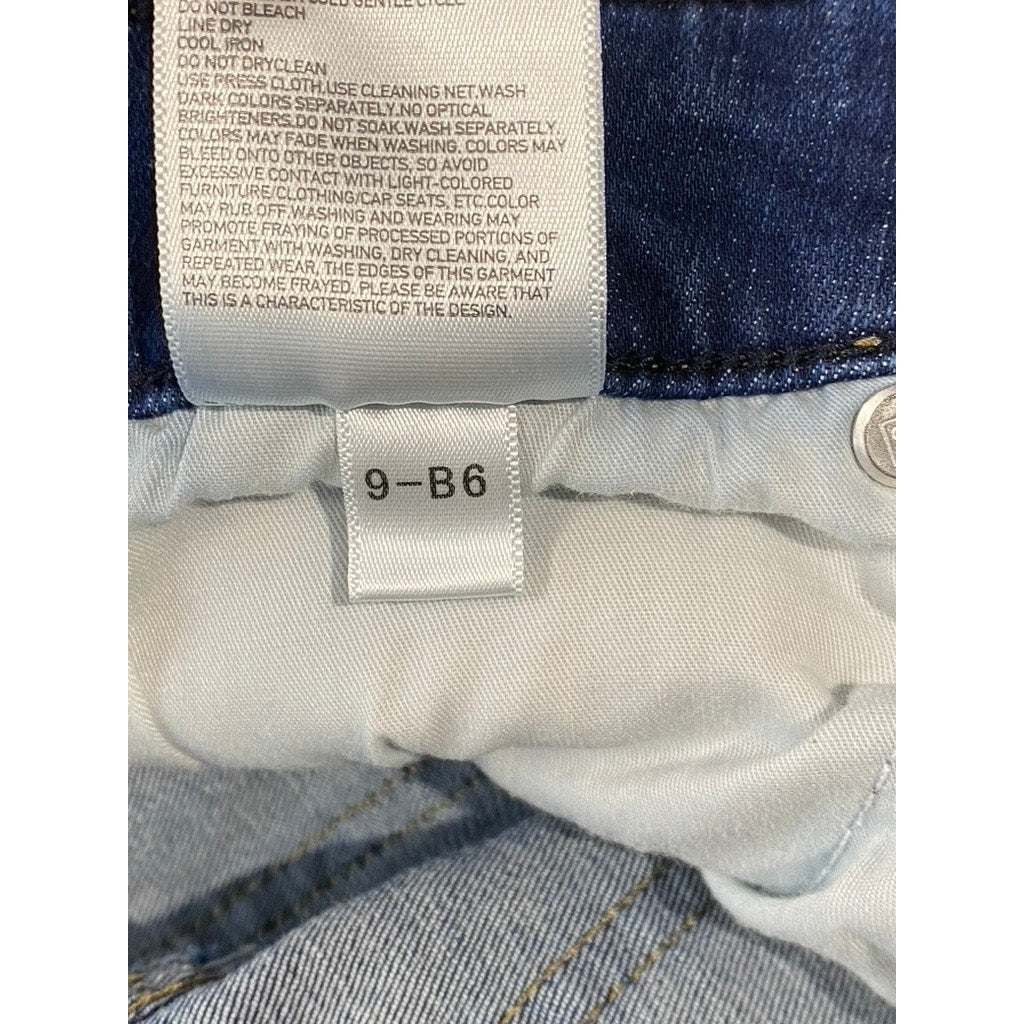 COLD GENTLE CYCLE
DO NOT BLEACH
LINE DRY
COOL IRON
DO NOT DRYCLEAN
USE PRESS CLOTH.USE CLEANING NET.WASH
DARK COLORS SEPARATELY.NO OPTICAL
BRIGHTENERS.DO NOT SOAK.WASH SEPARATELY.
COLORS MAY FADE WHEN WASHING. COLORS MAY
BLEED ONTO OTHER OBJECTS, SO AVOID
EXCESSIVE CONTACT WITH LIGHT-COLORED
FURNITURE/CLOTHING/CAR SEATS, ETC.COLOR
MAY RUB OFF.WASHING AND WEARING MAY
PROMOTE FRAYING OF PROCESSED PORTIONS OF
GARMENT.WITH WASHING, DRY CLEANING, AND
REPEATED WEAR, THE EDGES OF THIS GARMENT
MAY BECOME FRAYED. PLEASE BE AWARE THAT
THIS IS A CHARACTERISTIC OF THE DESIGN.
9-B6